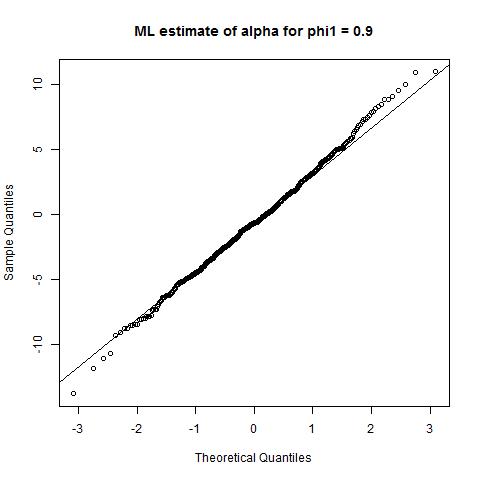 ML estimate of alpha for phi1 = 0.9
Sample Quantiles
10
5
0
-5
-10
-3 -2 -1 0 1 2 3
Theoretical Quantiles